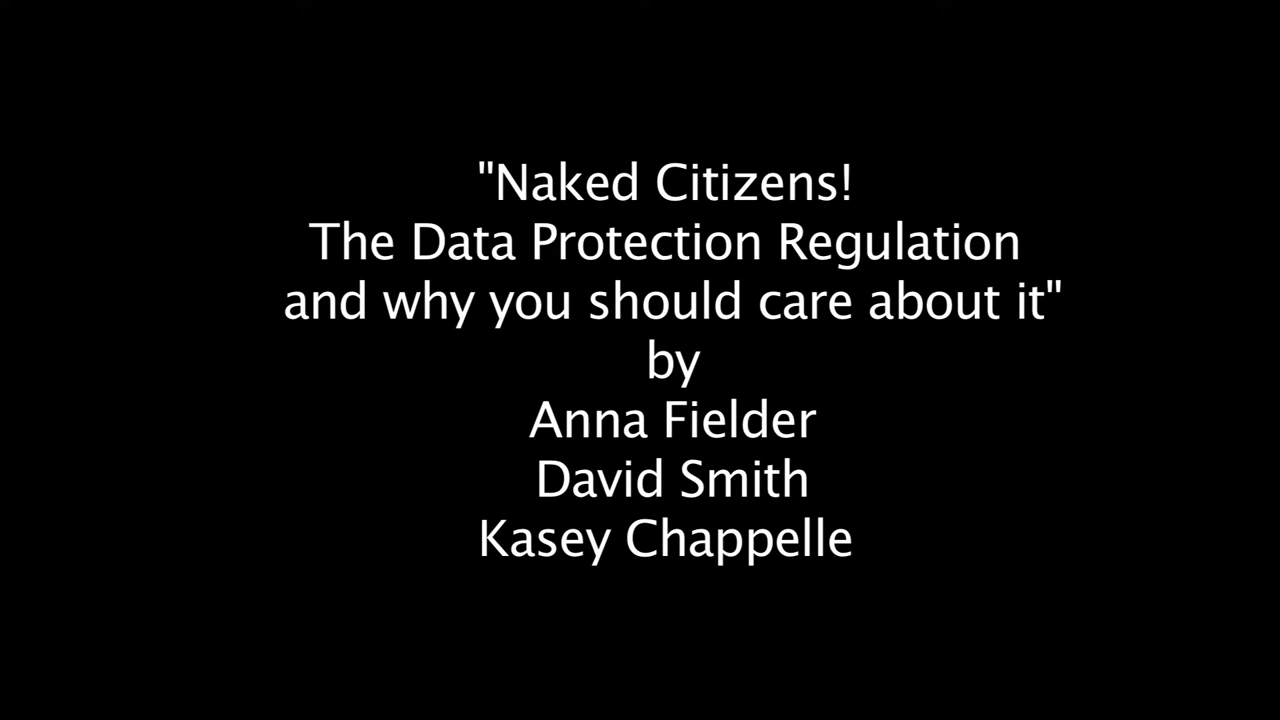 "Naked Citizens!
The Data Protection Regulation
and why you should care about it"
by
Anna Fielder
David Smith
Kasey Chappelle